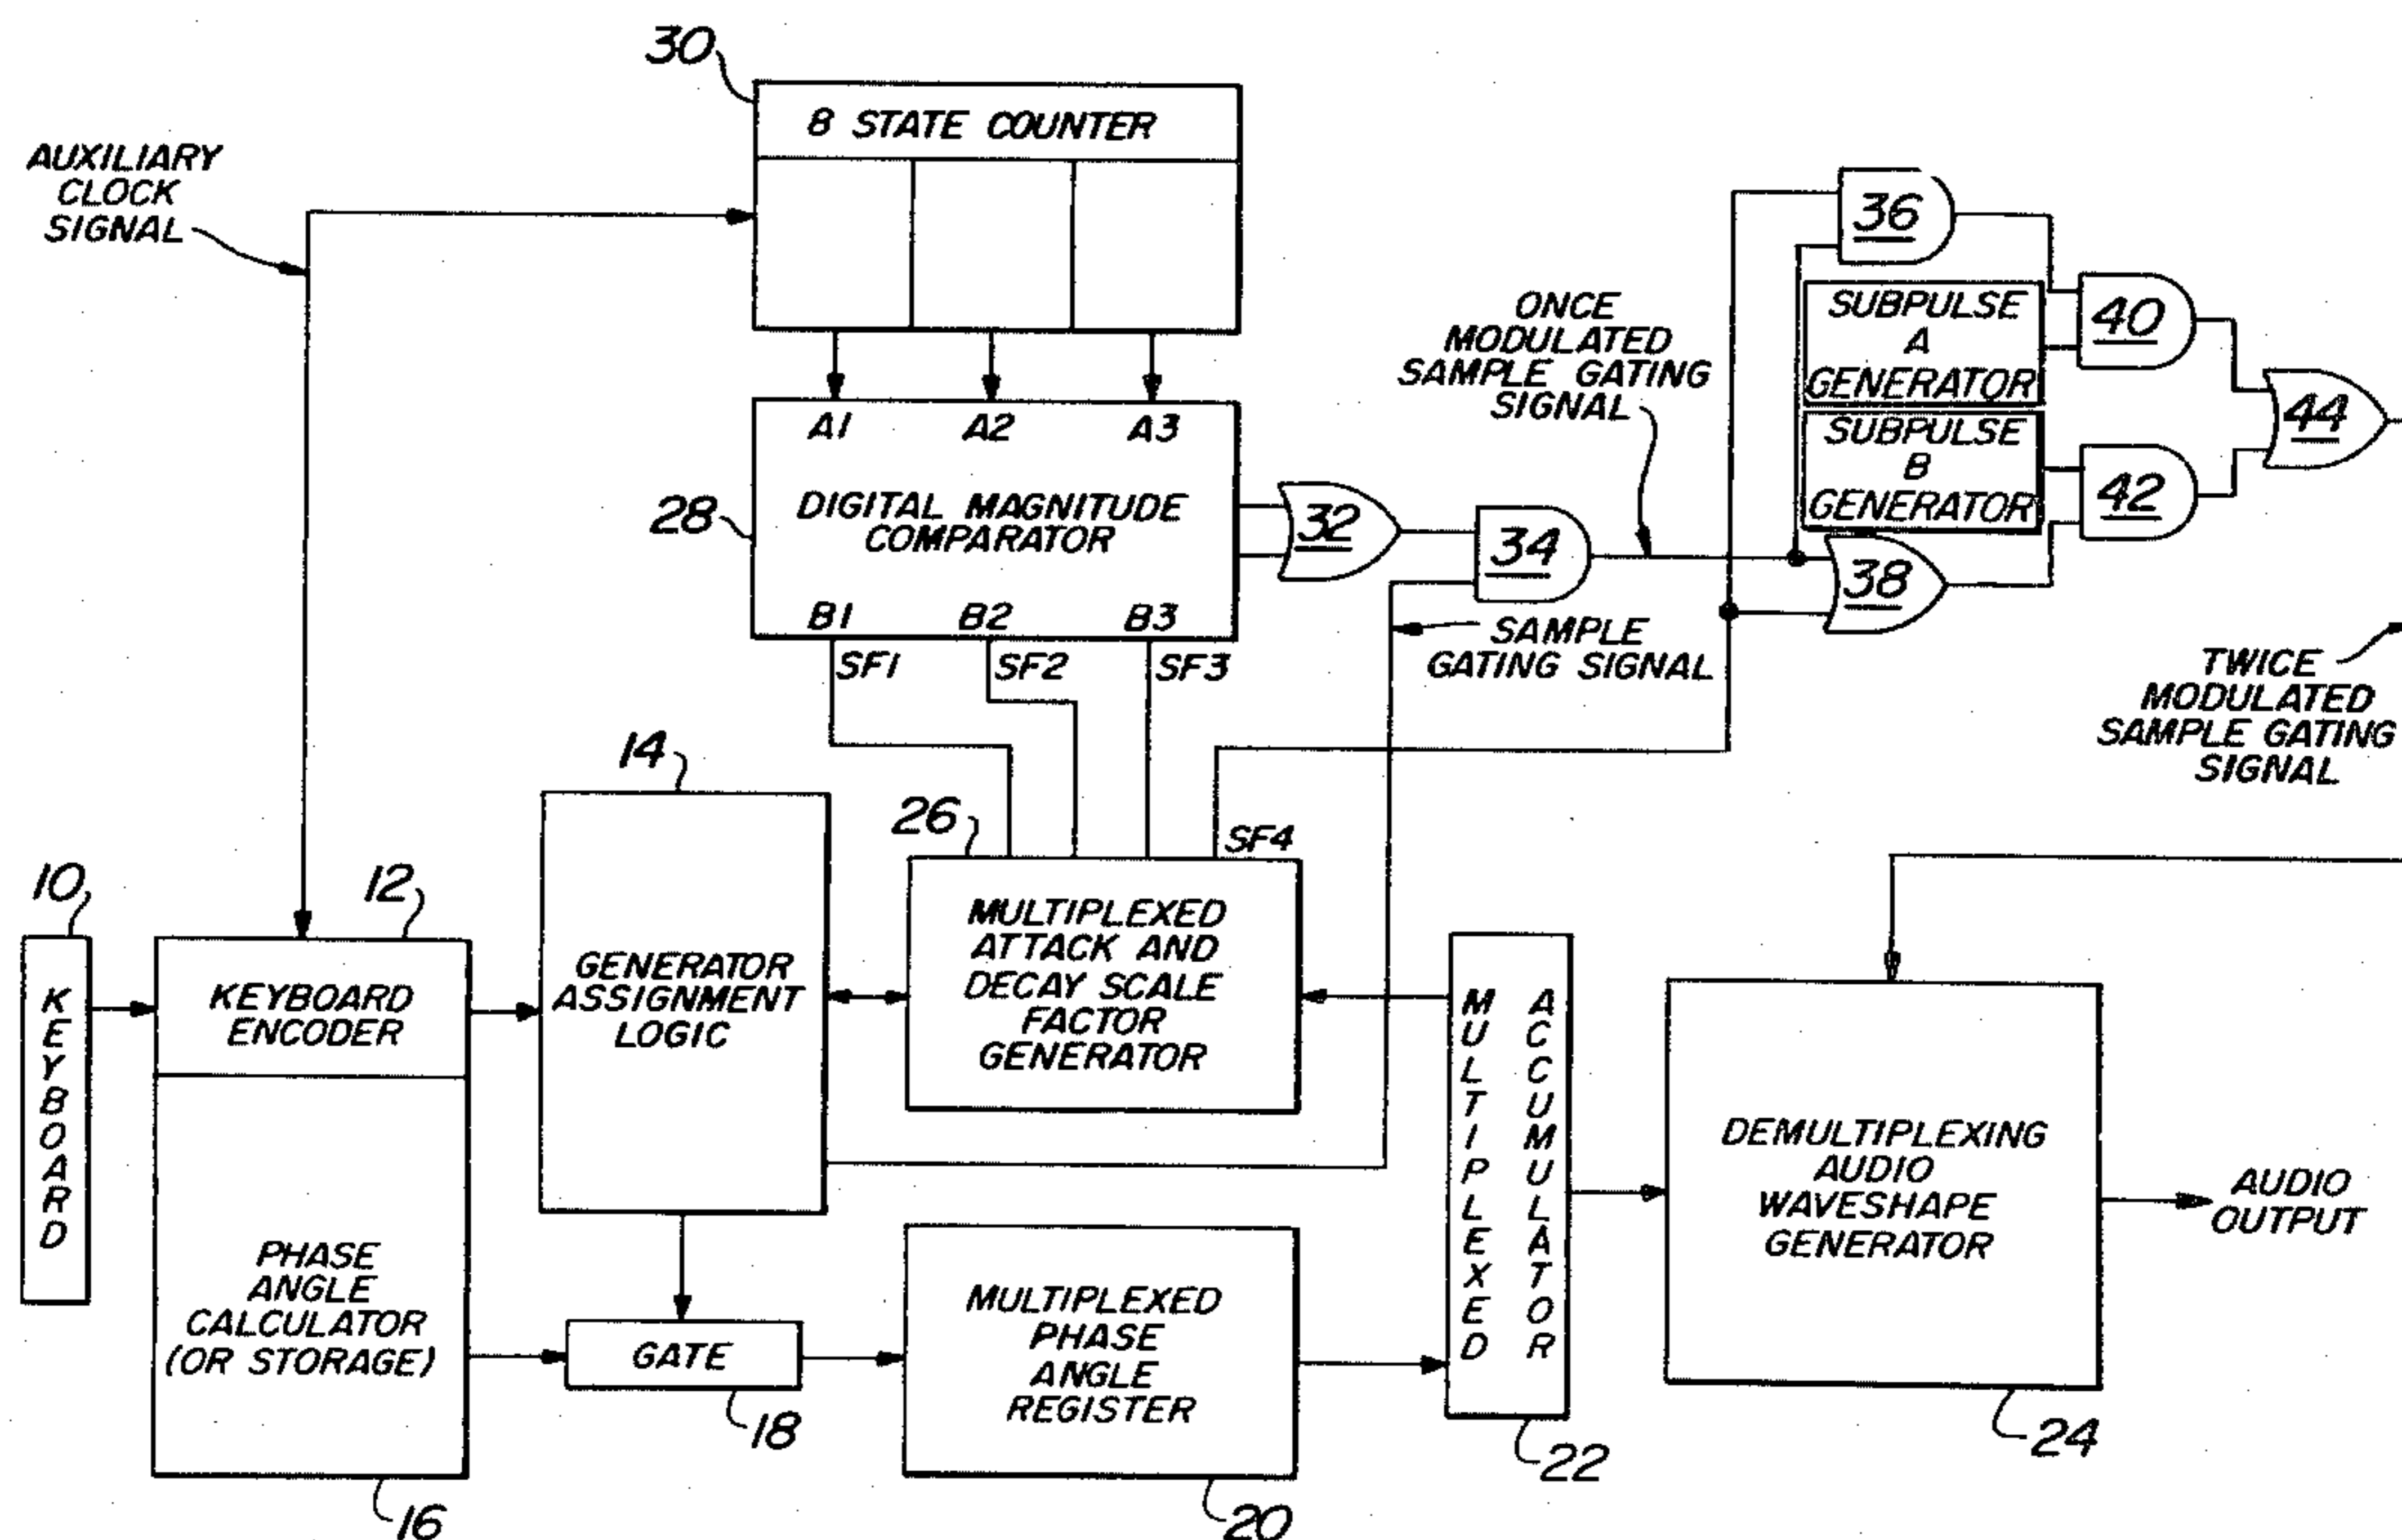 30
8 STATE COUNTER
AUXILIARY
CLOCK
SIGNAL
36
ONCE
MODULATED
SAMPLE GATING
SIGNAL
SUBPULSE
A
GENERATOR
40
SUBPULSE
B
GENERATOR
42
44
A1 A2 A3
28
DIGITAL MAGNITUDE
COMPARATOR
B1 B2 B3
32
34
38
SF1 SF2 SF3
SAMPLE
GATING SIGNAL
TWICE
MODULATED
SAMPLE GATING
SIGNAL
14
26
SF4
10
12
KEYBOARD
KEYBOARD
ENCODER
GENERATOR
ASSIGNMENT
LOGIC
MULTIPLEXED
ATTACK AND
DECAY SCALE
FACTOR
GENERATOR
MULTIPLEXED
ACCUMULATOR
DEMULTIPLEXING
AUDIO
WAVESHAPE
GENERATOR
AUDIO
OUTPUT
PHASE
ANGLE
CALCULATOR
(OR STORAGE)
GATE
MULTIPLEXED
PHASE
ANGLE
REGISTER
18
24
22
16
20